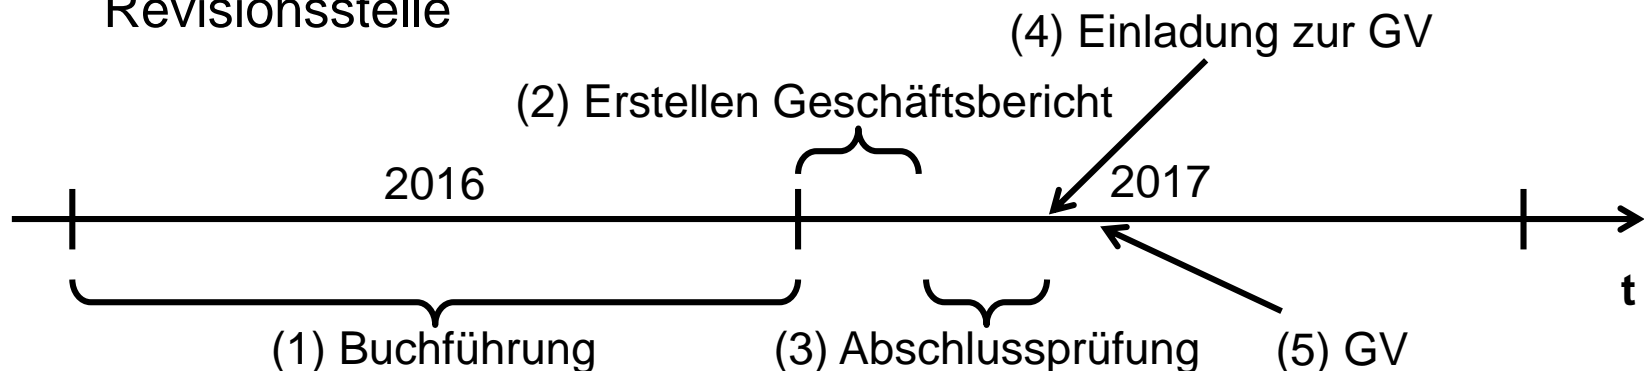 Revisionsstelle
(4) Einladung zur GV
(2) Erstellen Geschäftsbericht
2016
2017
t
(1) Buchführung
(3) Abschlussprüfung
(5) GV